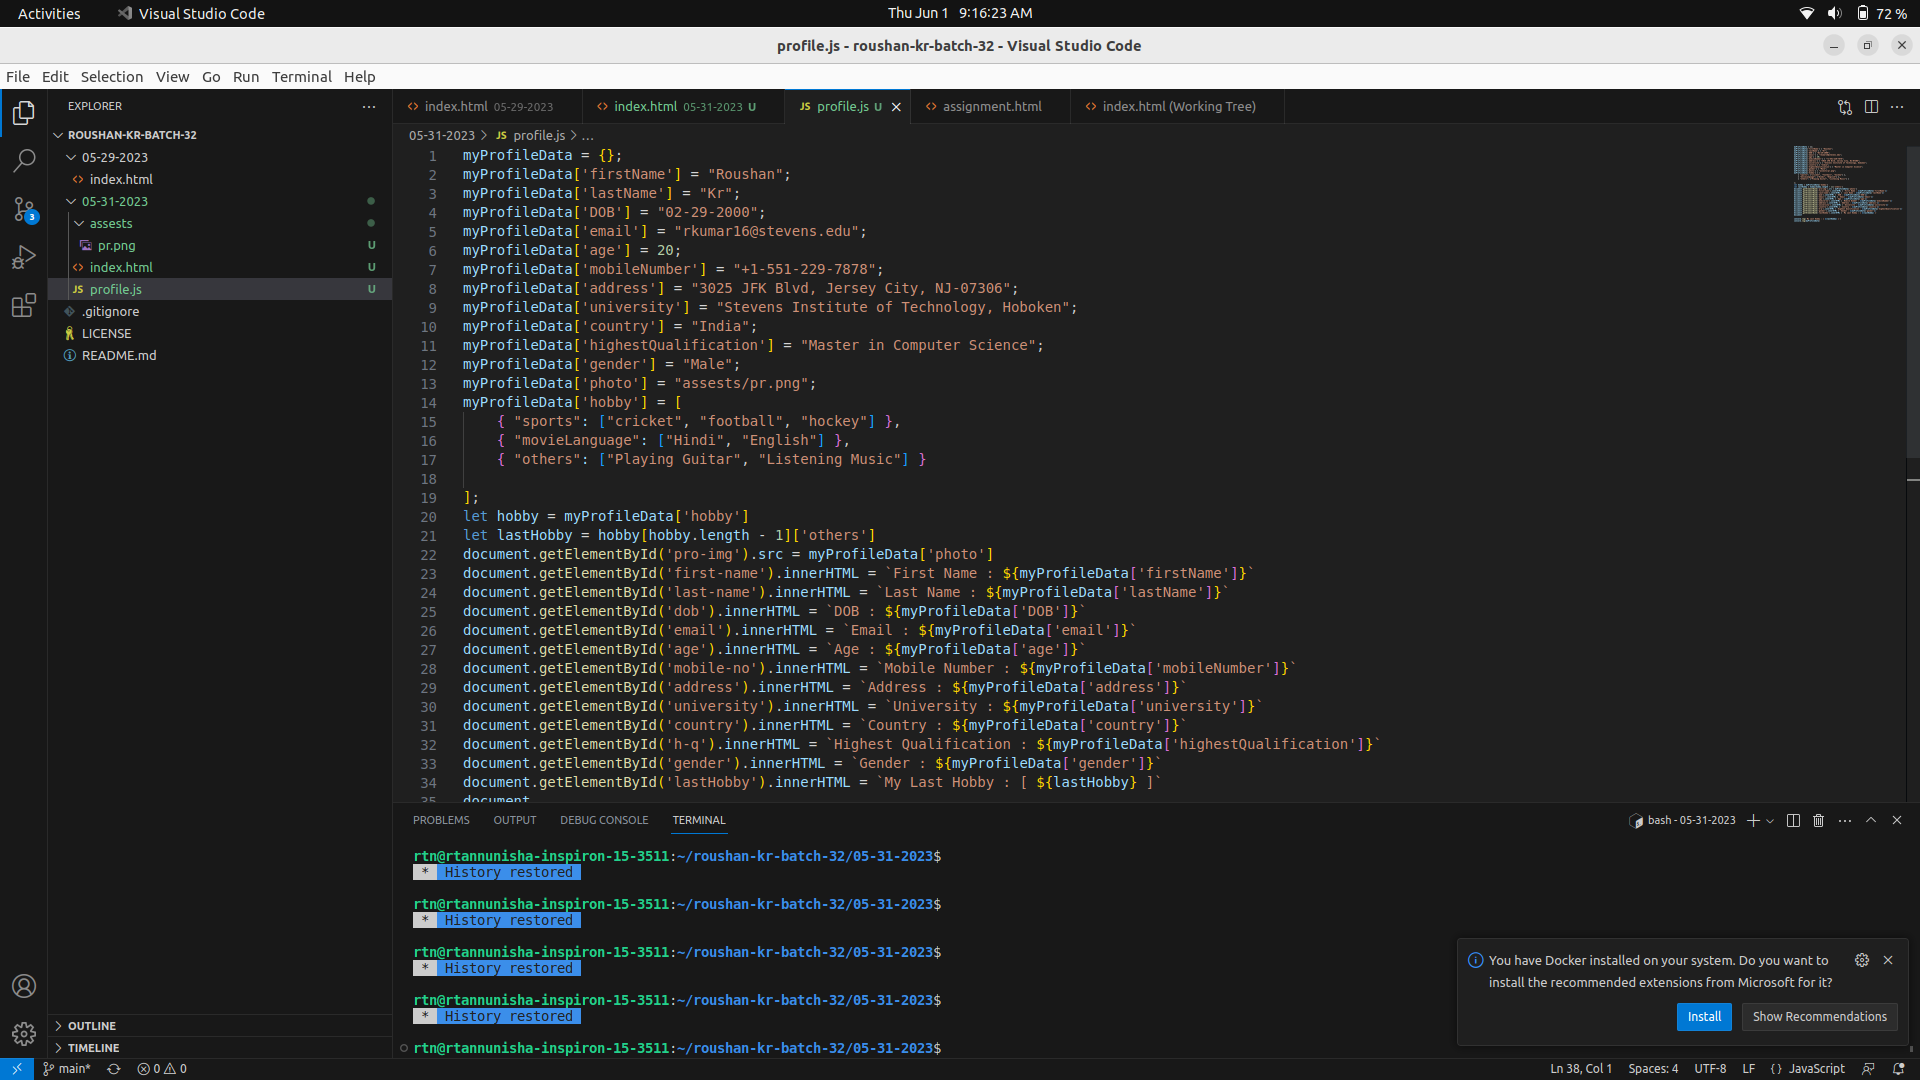 Activities Visual Studio Code Thu Jun 1 9:16:23 AM 72 %
profile.js - roushan-kr-batch-32 - Visual Studio Code
File Edit Selection View Go Run Terminal Help
EXPLORER
ROUSHAN-KR-BATCH-32
05-29-2023
index.html
05-31-2023
assests
pr.png U
index.html U
JS profile.js U
.gitignore
LICENSE
README.md
OUTLINE
TIMELINE
3
index.html 05-29-2023 index.html 05-31-2023 U JS profile.js U assignment.html index.html (Working Tree)
05-31-2023 > JS profile.js > ...
1 myProfileData = {};
2 myProfileData['firstName'] = "Roushan";
3 myProfileData['lastName'] = "Kr";
4 myProfileData['DOB'] = "02-29-2000";
5 myProfileData['email'] = "rkumar16@stevens.edu";
6 myProfileData['age'] = 20;
7 myProfileData['mobileNumber'] = "+1-551-229-7878";
8 myProfileData['address'] = "3025 JFK Blvd, Jersey City, NJ-07306";
9 myProfileData['university'] = "Stevens Institute of Technology, Hoboken";
10 myProfileData['country'] = "India";
11 myProfileData['highestQualification'] = "Master in Computer Science";
12 myProfileData['gender'] = "Male";
13 myProfileData['photo'] = "assests/pr.png";
14 myProfileData['hobby'] = [
15 { "sports": ["cricket", "football", "hockey"] },
16 { "movieLanguage": ["Hindi", "English"] },
17 { "others": ["Playing Guitar", "Listening Music"] }
18
19 ];
20 let hobby = myProfileData['hobby']
21 let lastHobby = hobby[hobby.length - 1]['others']
22 document.getElementById('pro-img').src = myProfileData['photo']
23 document.getElementById('first-name').innerHTML = `First Name : ${myProfileData['firstName']}`
24 document.getElementById('last-name').innerHTML = `Last Name : ${myProfileData['lastName']}`
25 document.getElementById('dob').innerHTML = `DOB : ${myProfileData['DOB']}`
26 document.getElementById('email').innerHTML = `Email : ${myProfileData['email']}`
27 document.getElementById('age').innerHTML = `Age : ${myProfileData['age']}`
28 document.getElementById('mobile-no').innerHTML = `Mobile Number : ${myProfileData['mobileNumber']}`
29 document.getElementById('address').innerHTML = `Address : ${myProfileData['address']}`
30 document.getElementById('university').innerHTML = `University : ${myProfileData['university']}`
31 document.getElementById('country').innerHTML = `Country : ${myProfileData['country']}`
32 document.getElementById('h-q').innerHTML = `Highest Qualification : ${myProfileData['highestQualification']}`
33 document.getElementById('gender').innerHTML = `Gender : ${myProfileData['gender']}`
34 document.getElementById('lastHobby').innerHTML = `My Last Hobby : [ ${lastHobby} ]`
35 document
PROBLEMS OUTPUT DEBUG CONSOLE TERMINAL bash - 05-31-2023
rtn@rtannunisha-inspiron-15-3511:~/roushan-kr-batch-32/05-31-2023$
* History restored
rtn@rtannunisha-inspiron-15-3511:~/roushan-kr-batch-32/05-31-2023$
* History restored
rtn@rtannunisha-inspiron-15-3511:~/roushan-kr-batch-32/05-31-2023$
* History restored
rtn@rtannunisha-inspiron-15-3511:~/roushan-kr-batch-32/05-31-2023$
* History restored
rtn@rtannunisha-inspiron-15-3511:~/roushan-kr-batch-32/05-31-2023$
You have Docker installed on your system. Do you want to
install the recommended extensions from Microsoft for it?
Install Show Recommendations
main* 0 0 Ln 38, Col 1 Spaces: 4 UTF-8 LF {} JavaScript